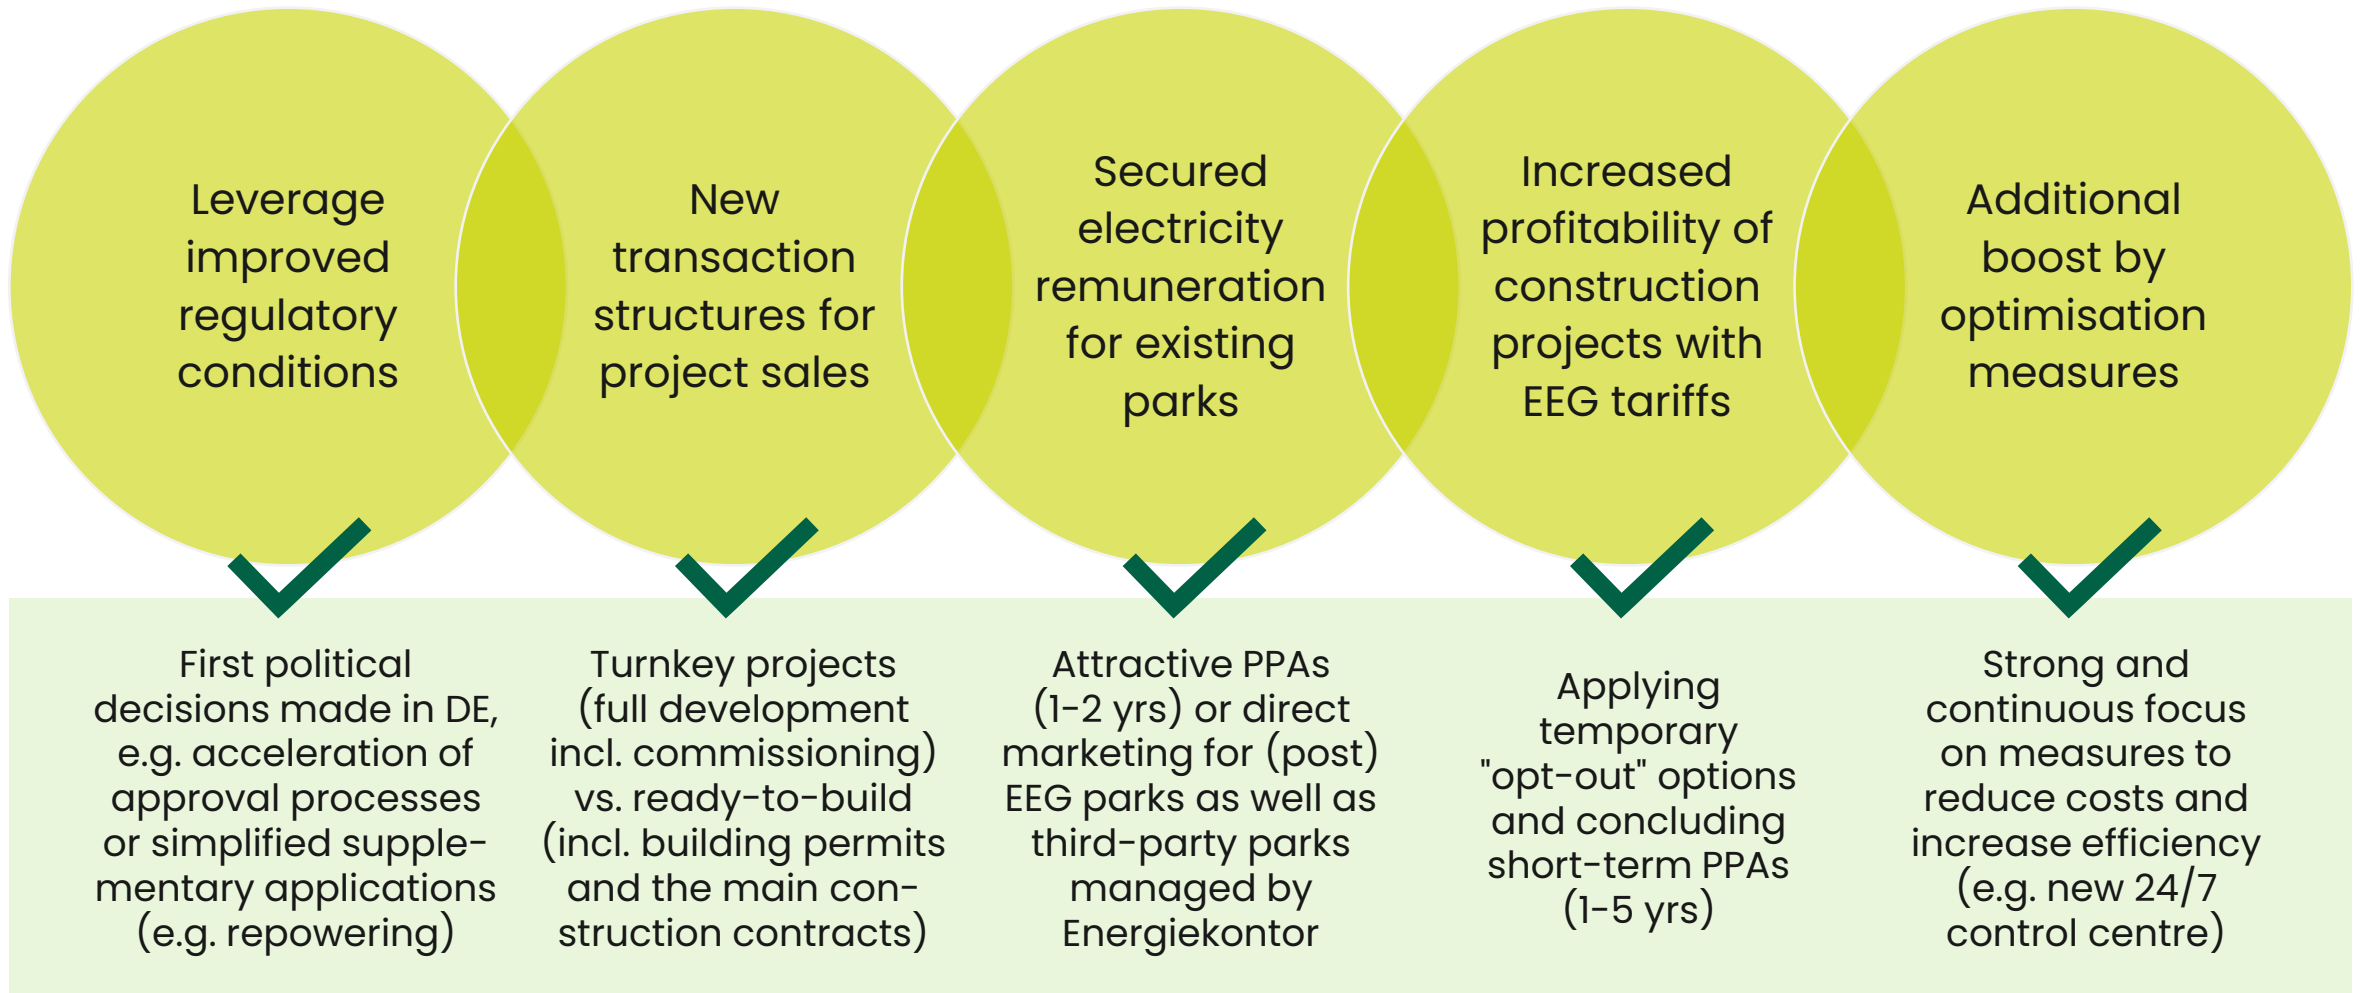 Leverage
improved
regulatory
conditions
New
transaction
structures for
project sales
Secured
electricity
remuneration
for existing
parks
Increased
profitability of
construction
projects with
EEG tariffs
Additional
boost by
optimisation
measures
First political
decisions made in DE,
e.g. acceleration of
approval processes
or simplified supple-
mentary applications
(e.g. repowering)
Turnkey projects
(full development
incl. commissioning)
vs. ready-to-build
(incl. building permits
and the main con-
struction contracts)
Attractive PPAs
(1-2 yrs) or direct
marketing for (post)
EEG parks as well as
third-party parks
managed by
Energiekontor
Applying
temporary
"opt-out" options
and concluding
short-term PPAs
(1-5 yrs)
Strong and
continuous focus
on measures to
reduce costs and
increase efficiency
(e.g. new 24/7
control centre)